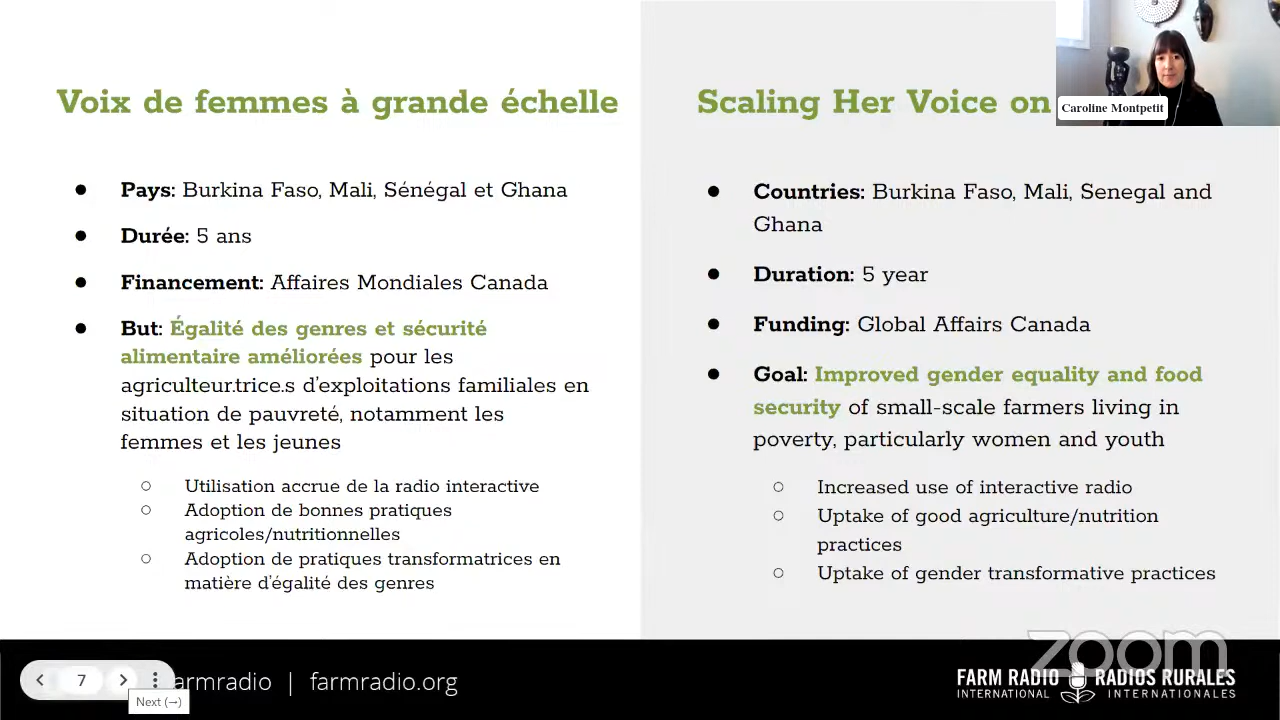 Voix de femmes à grande échelle
Pays: Burkina Faso, Mali, Sénégal et Ghana
Durée: 5 ans
Financement: Affaires Mondiales Canada
But: Égalité des genres et sécurité
alimentaire améliorées pour les
agriculteur.trice.s d'exploitations familiales en
situation de pauvreté, notamment les
femmes et les jeunes
Utilisation accrue de la radio interactive
Adoption de bonnes pratiques
agricoles/nutritionnelles
Adoption de pratiques transformatrices en
matière d'égalité des genres
Scaling Her Voice on
Caroline Montpetit
Countries: Burkina Faso, Mali, Senegal and
Ghana
Duration: 5 year
Funding: Global Affairs Canada
Goal: Improved gender equality and food
security of small-scale farmers living in
poverty, particularly women and youth
Increased use of interactive radio
Uptake of good agriculture/nutrition
practices
Uptake of gender transformative practices
7
armradio | farmradio.org
Next (→)
zoom
FARM RADIO
INTERNATIONAL
RADIOS RURALES
INTERNATIONALES